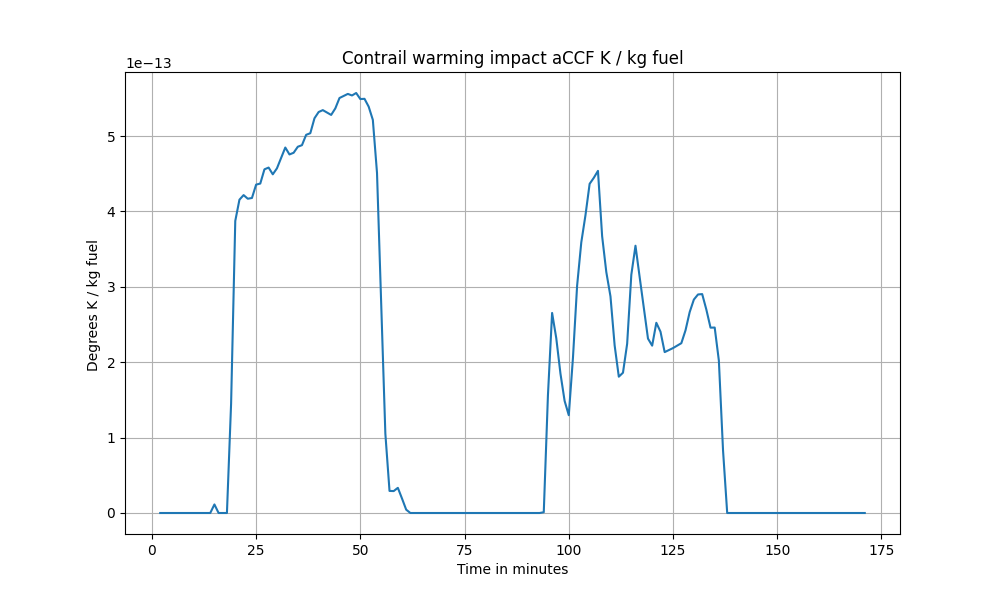 Contrail warming impact aCCF K / kg fuel
1e−13
Degrees K / kg fuel
5
4
3
2
1
0
0 25 50 75 100 125 150 175
Time in minutes